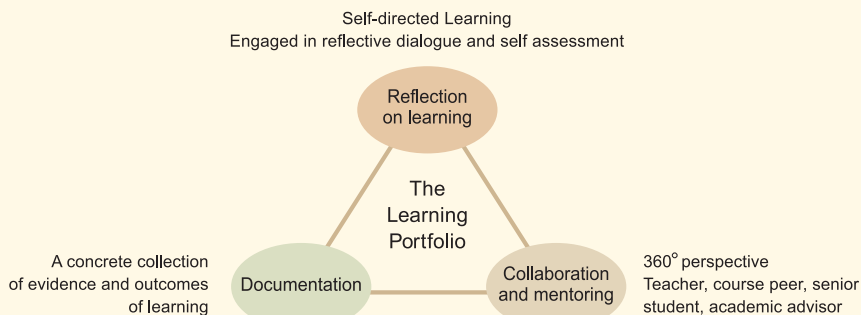 Self-directed Learning
Engaged in reflective dialogue and self assessment
Reflection
on learning
The
Learning
Portfolio
A concrete collection
of evidence and outcomes
of learning
Documentation
Collaboration
and mentoring
360° perspective
Teacher, course peer, senior
student, academic advisor